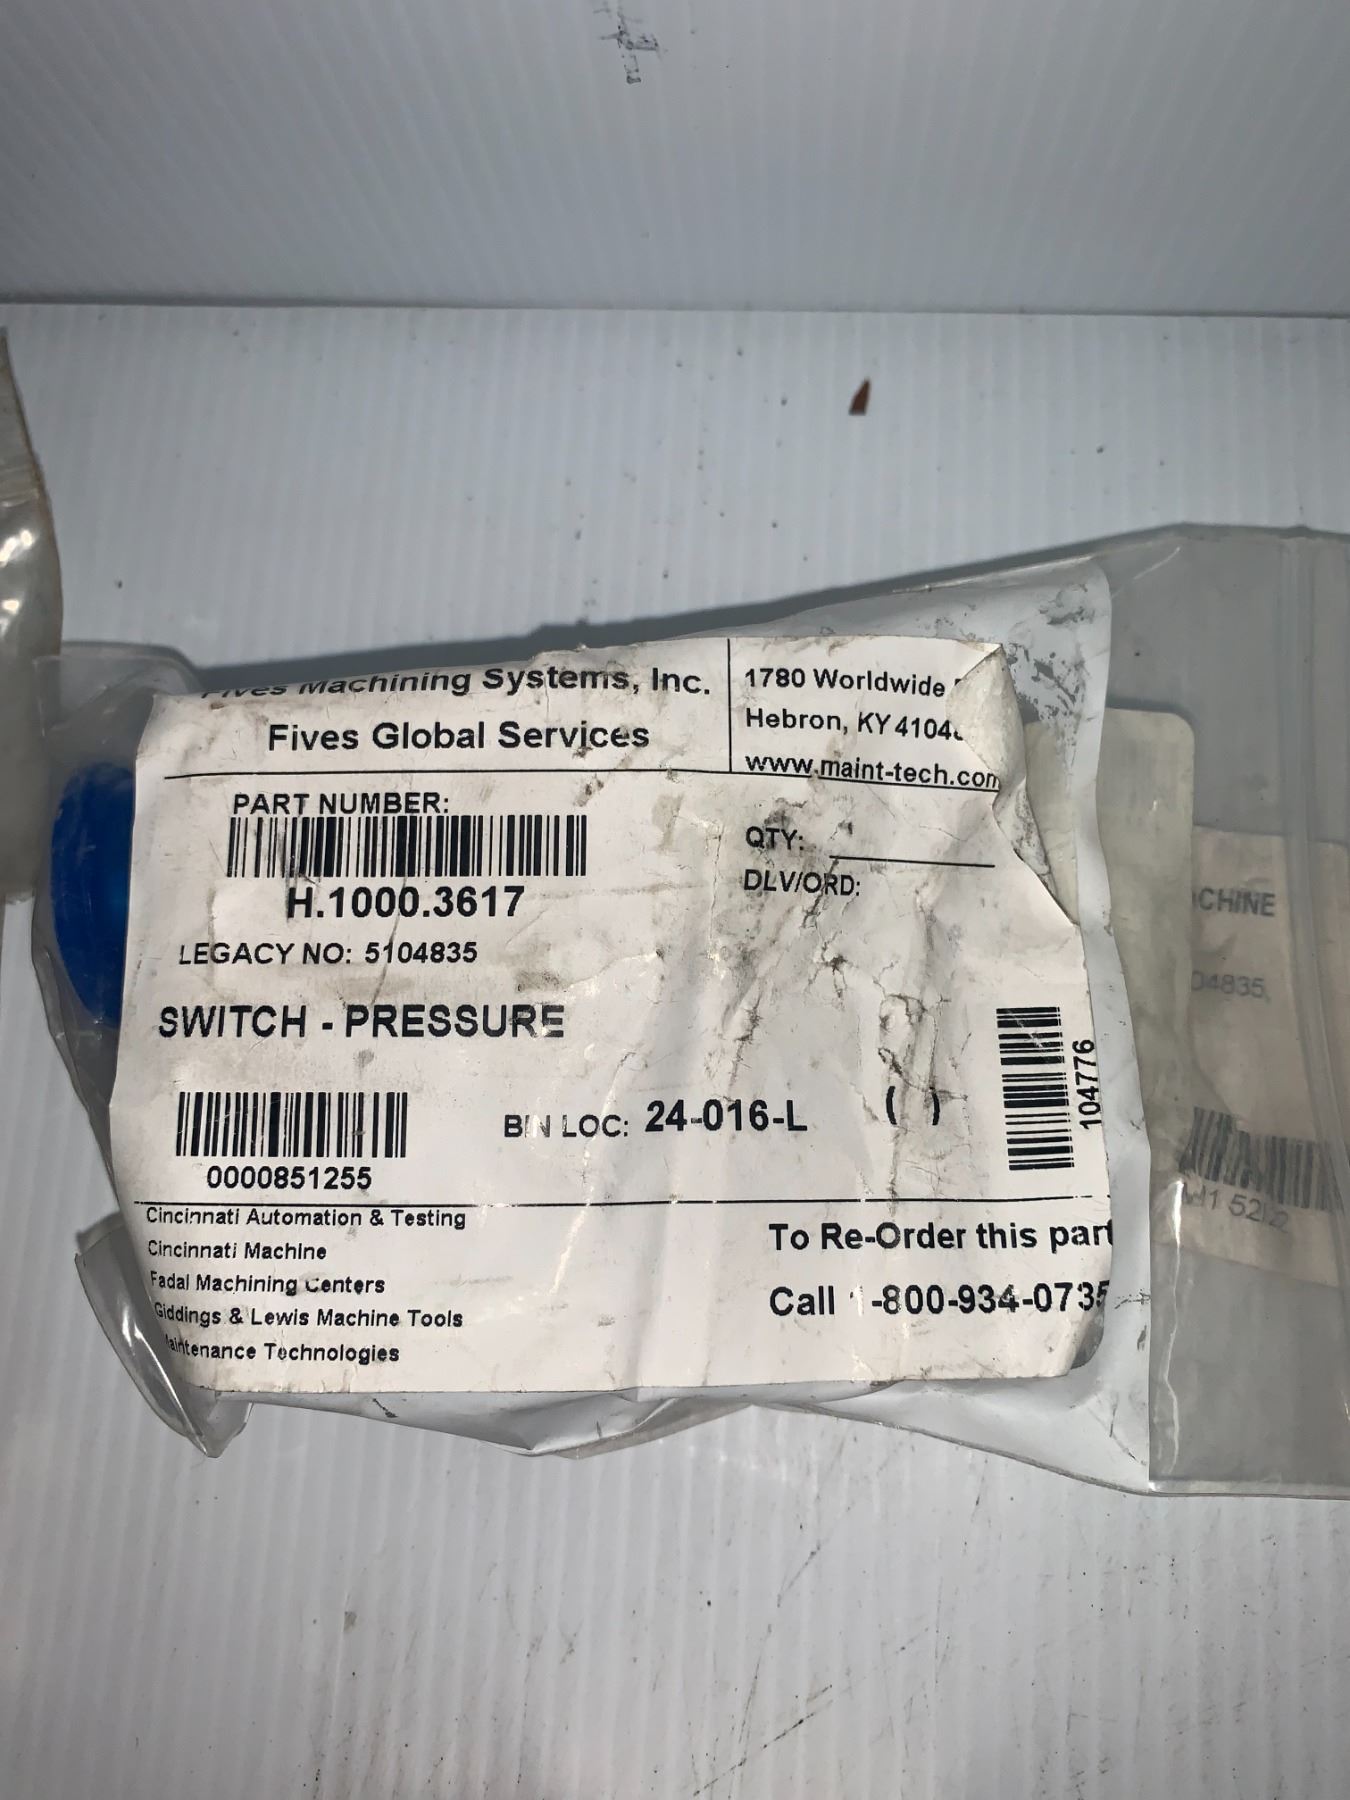 Fives Machining Systems, Inc.
Fives Global Services
1780 Worldwide
Hebron, KY
www.maint-tech.com
PART NUMBER:
H.1000.3617
LEGACY NO: 5104835
SWITCH - PRESSURE
QTY:
DLV/ORD:
0000851255
BIN LOC: 24-016-L ( )
104776
Cincinnati Automation & Testing
Cincinnati Machine
Fadal Machining Centers
Giddings & Lewis Machine Tools
Maintenance Technologies
To Re-Order this part
Call 1-800-934-0735
CHINE
04835